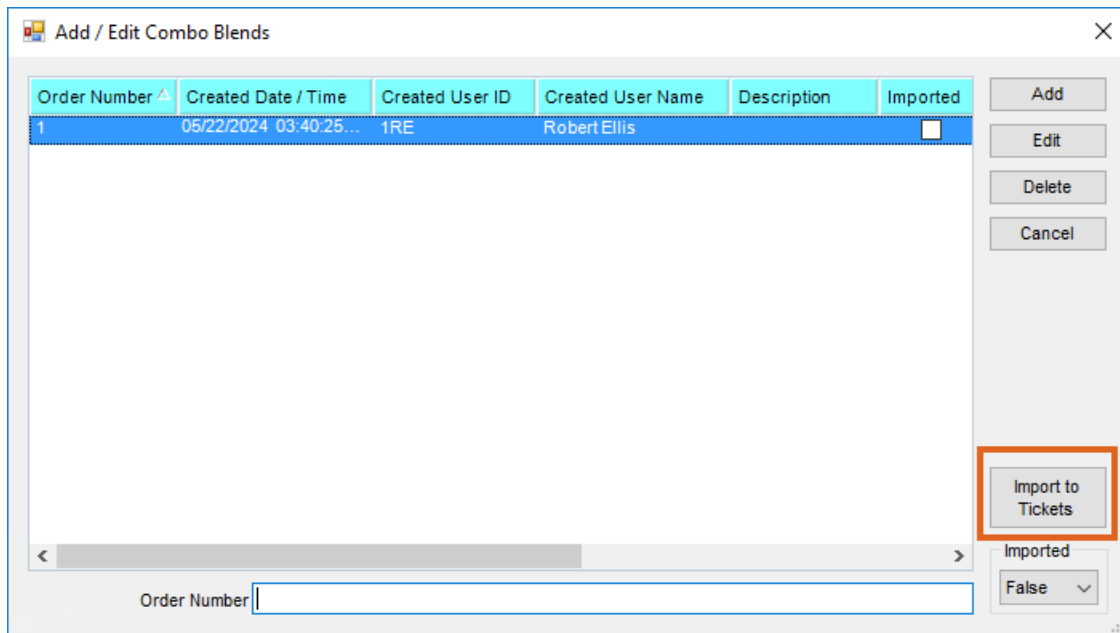 Add / Edit Combo Blends
Order Number Created Date / Time Created User ID Created User Name Description Imported
1 05/22/2024 03:40:25... 1RE Robert Ellis
Add
Edit
Delete
Cancel
Import to
Tickets
Imported
False
Order Number